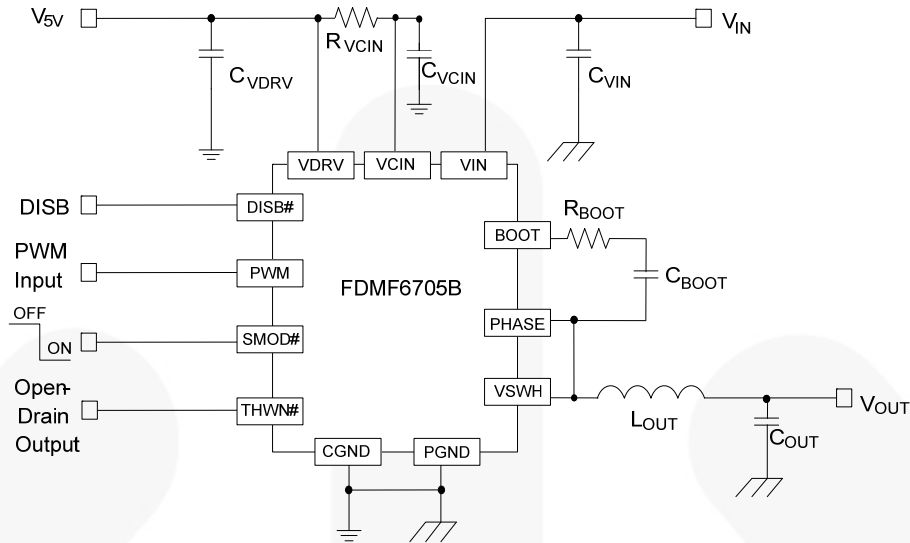 V5V
RVCIN
CVDRV
CVCIN
CVIN
VIN
VDRV
VCIN
VIN
DISB
DISB#
BOOT
RBOOT
PWM
Input
PWM
FDMF6705B
CBOOT
OFF
ON
SMOD#
PHASE
Open-
Drain
Output
THWN#
VSWH
LOUT
VOUT
COUT
CGND
PGND